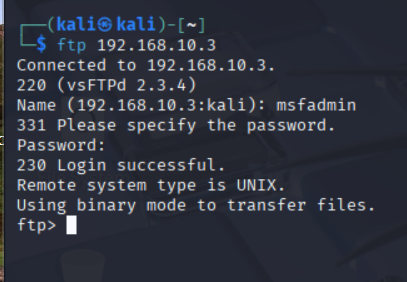 ┌──(kali㉿kali)-[~]
└─$ ftp 192.168.10.3
Connected to 192.168.10.3.
220 (vsFTPd 2.3.4)
Name (192.168.10.3:kali): msfadmin
331 Please specify the password.
Password:
230 Login successful.
Remote system type is UNIX.
Using binary mode to transfer files.
ftp>